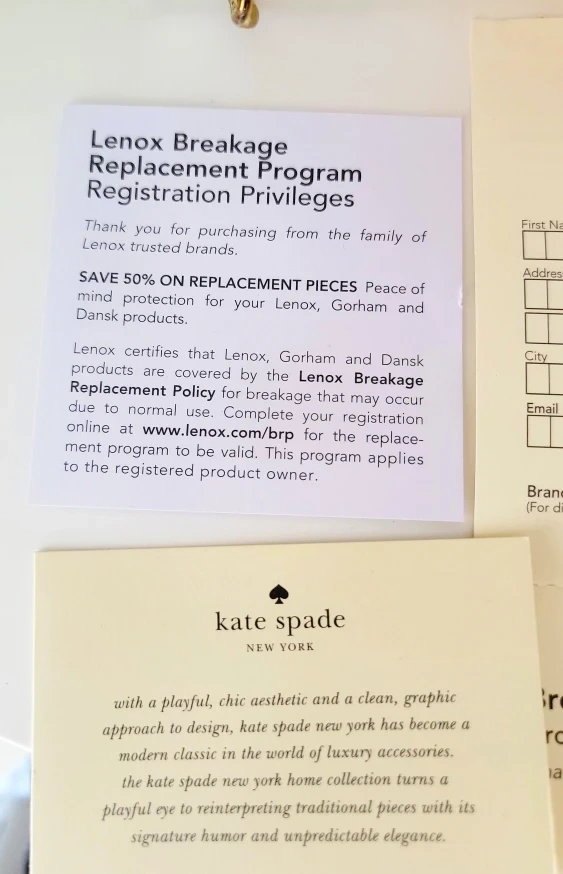 Lenox Breakage
Replacement Program
Registration Privileges
Thank you for purchasing from the family of
Lenox trusted brands.
SAVE 50% ON REPLACEMENT PIECES Peace of
mind protection for your Lenox, Gorham and
Dansk products.
Lenox certifies that Lenox, Gorham and Dansk
products are covered by the Lenox Breakage
Replacement Policy for breakage that may occur
due to normal use. Complete your registration
online at www.lenox.com/brp for the replace-
ment program to be valid. This program applies
to the registered product owner.
First Na
Address
City
Email
Bran
(For di
kate spade
NEW YORK
with a playful, chic aesthetic and a clean, graphic
approach to design, kate spade new york has become a
modern classic in the world of luxury accessories.
the kate spade new york home collection turns a
playful eye to reinterpreting traditional pieces with its
signature humor and unpredictable elegance.